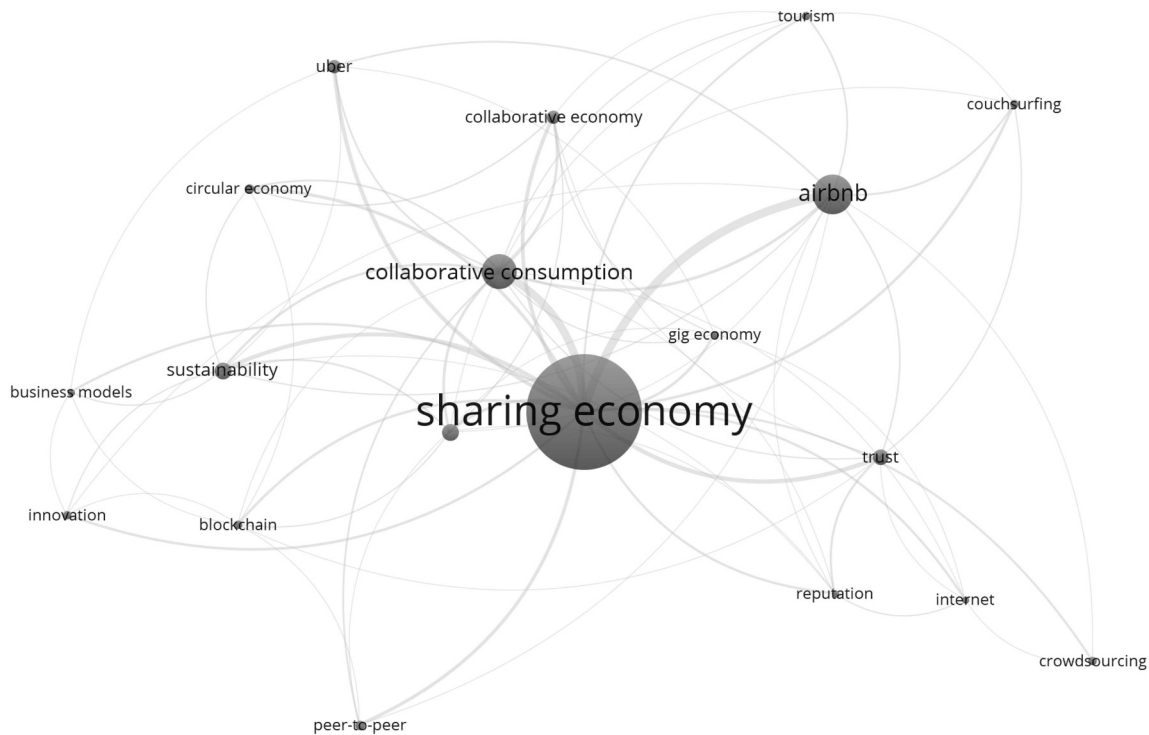 tourism
uber
couchsurfing
collaborative economy
circular economy
airbnb
collaborative consumption
gig economy
sustainability
business models
sharing economy
trust
innovation
blockchain
reputation
internet
crowdsourcing
peer-to-peer